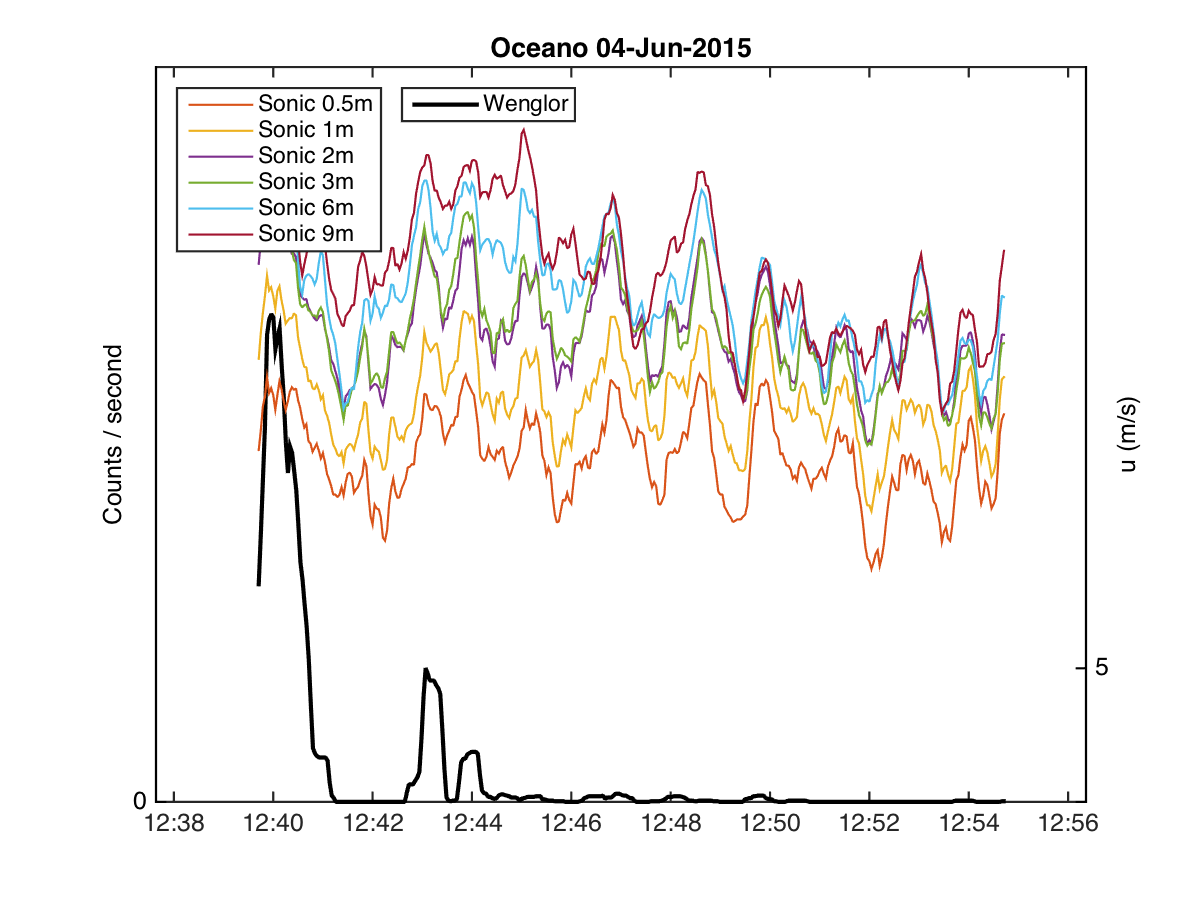 Oceano 04-Jun-2015
Sonic 0.5m
Sonic 1m
Sonic 2m
Sonic 3m
Sonic 6m
Sonic 9m
Wenglor
Counts / second
u (m/s)
5
0
12:38 12:40 12:42 12:44 12:46 12:48 12:50 12:52 12:54 12:56